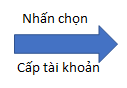 Nhấn chọn
Cấp tài khoản